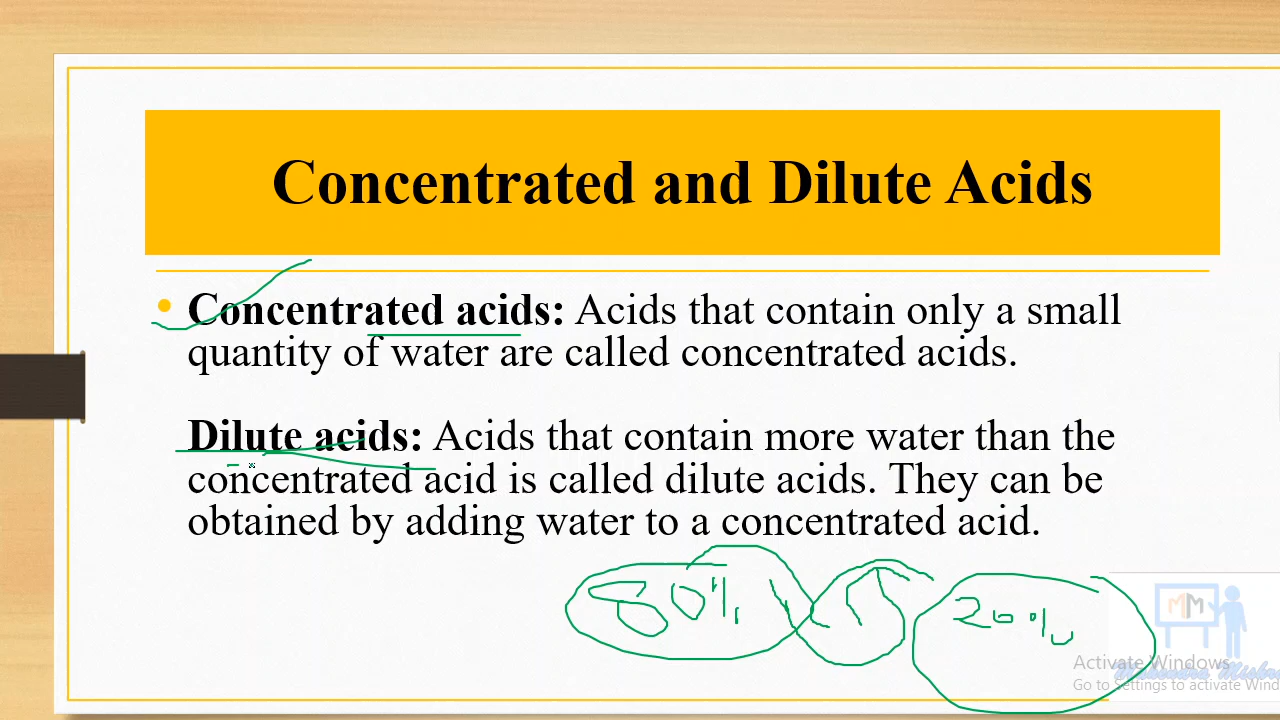 Concentrated and Dilute Acids
• Concentrated acids: Acids that contain only a small
quantity of water are called concentrated acids.
Dilute acids: Acids that contain more water than the
concentrated acid is called dilute acids. They can be
obtained by adding water to a concentrated acid.
80%
20%
MM
Activate Windows
Go to Settings to activate Wind